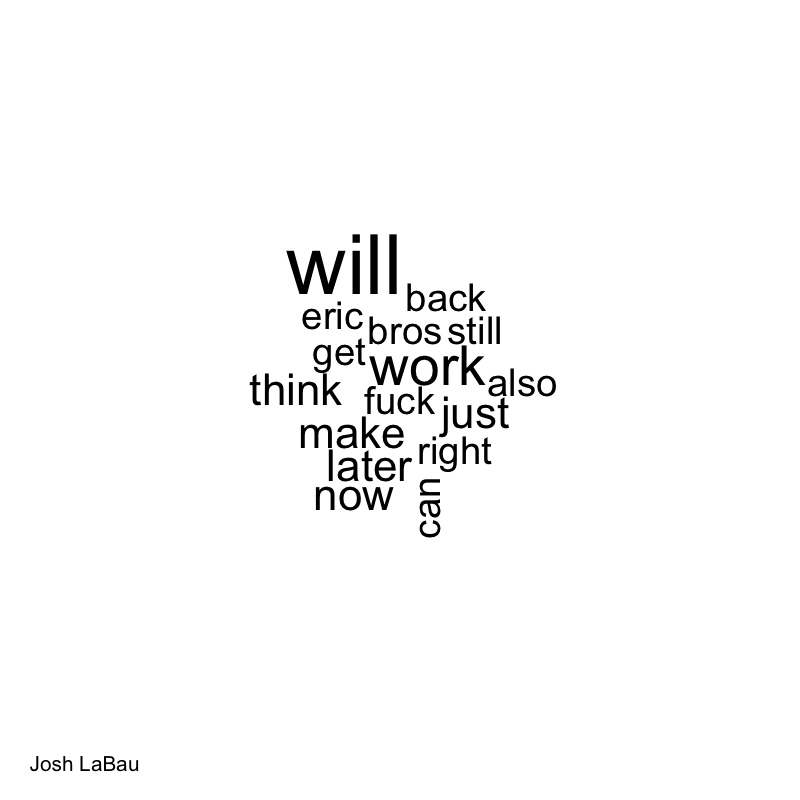 will
back
eric
bros still
get
work
also
think
fuck
just
make
right
later
now
can
Josh LaBau